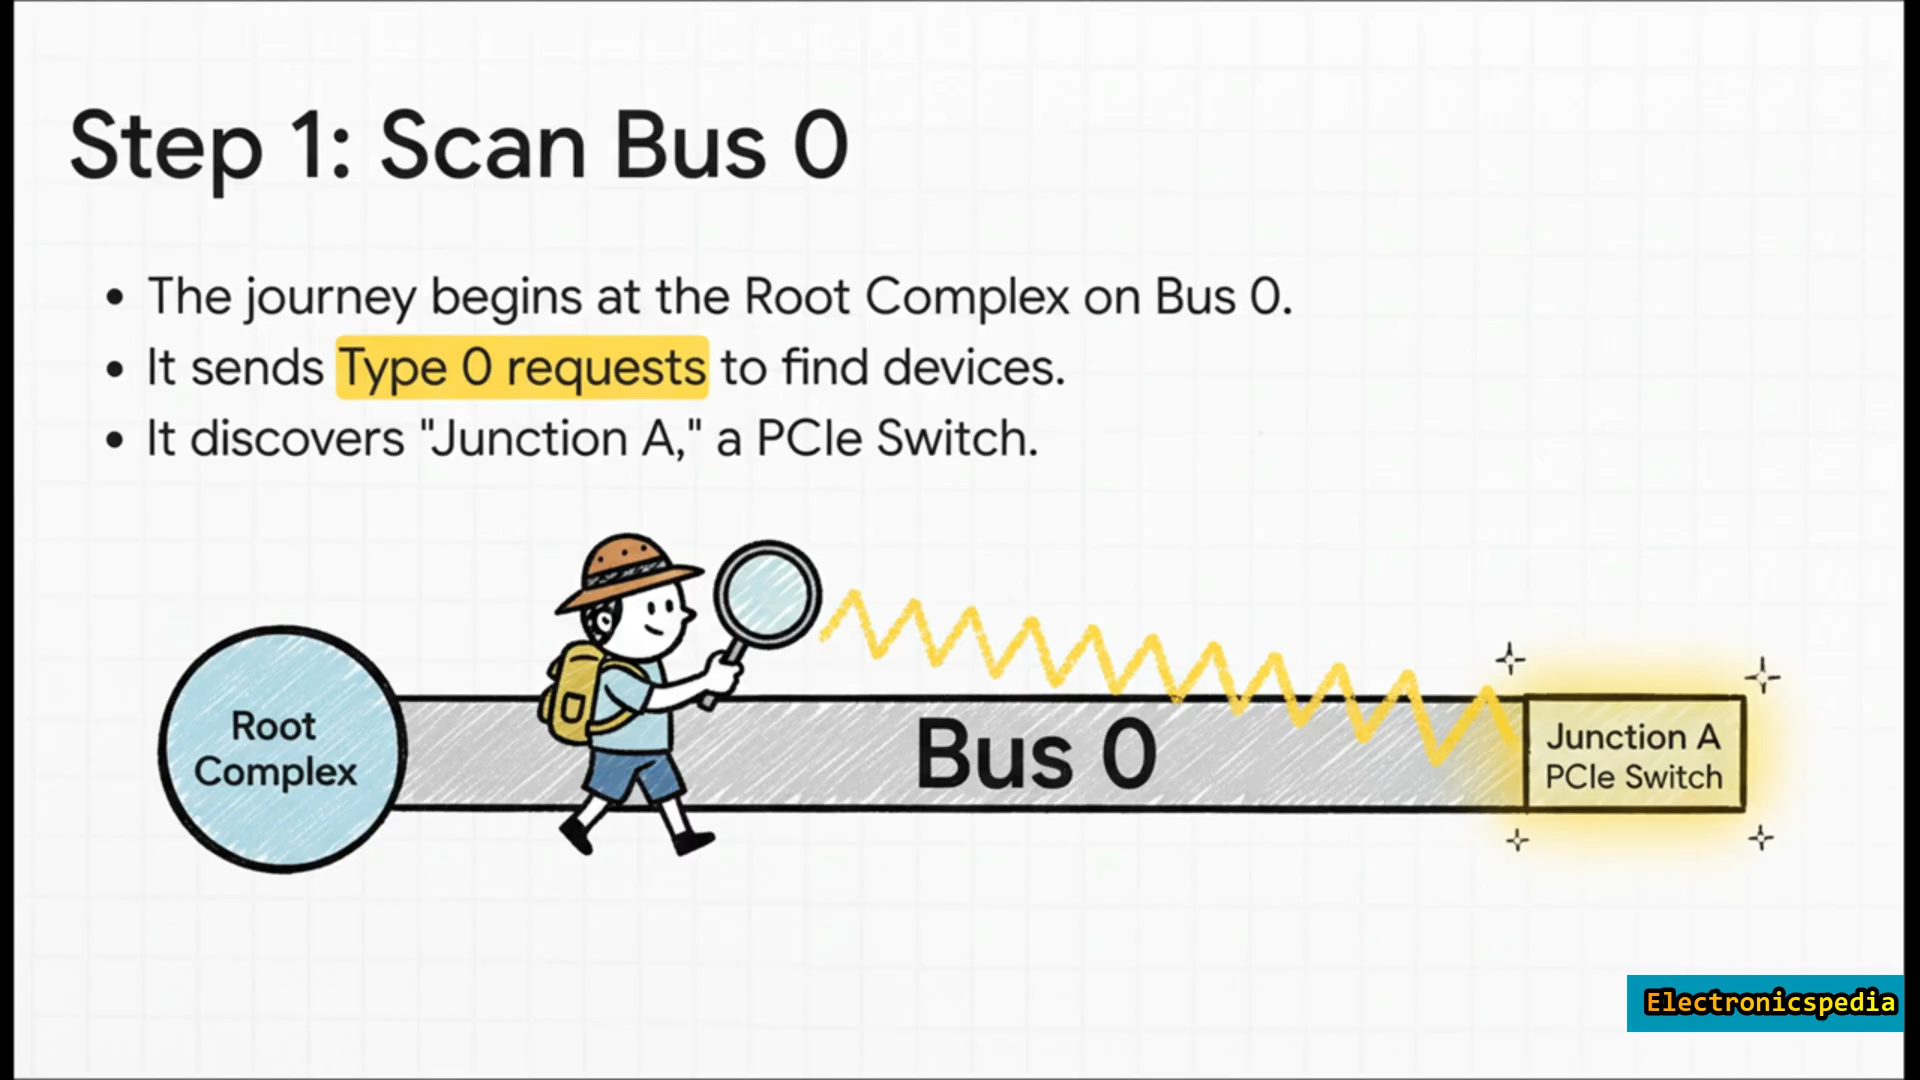 Step 1: Scan Bus 0
• The journey begins at the Root Complex on Bus 0.
• It sends Type 0 requests to find devices.
• It discovers "Junction A," a PCIe Switch.
Root
Complex
Bus 0
Junction A
PCIe Switch
Electronicspedia